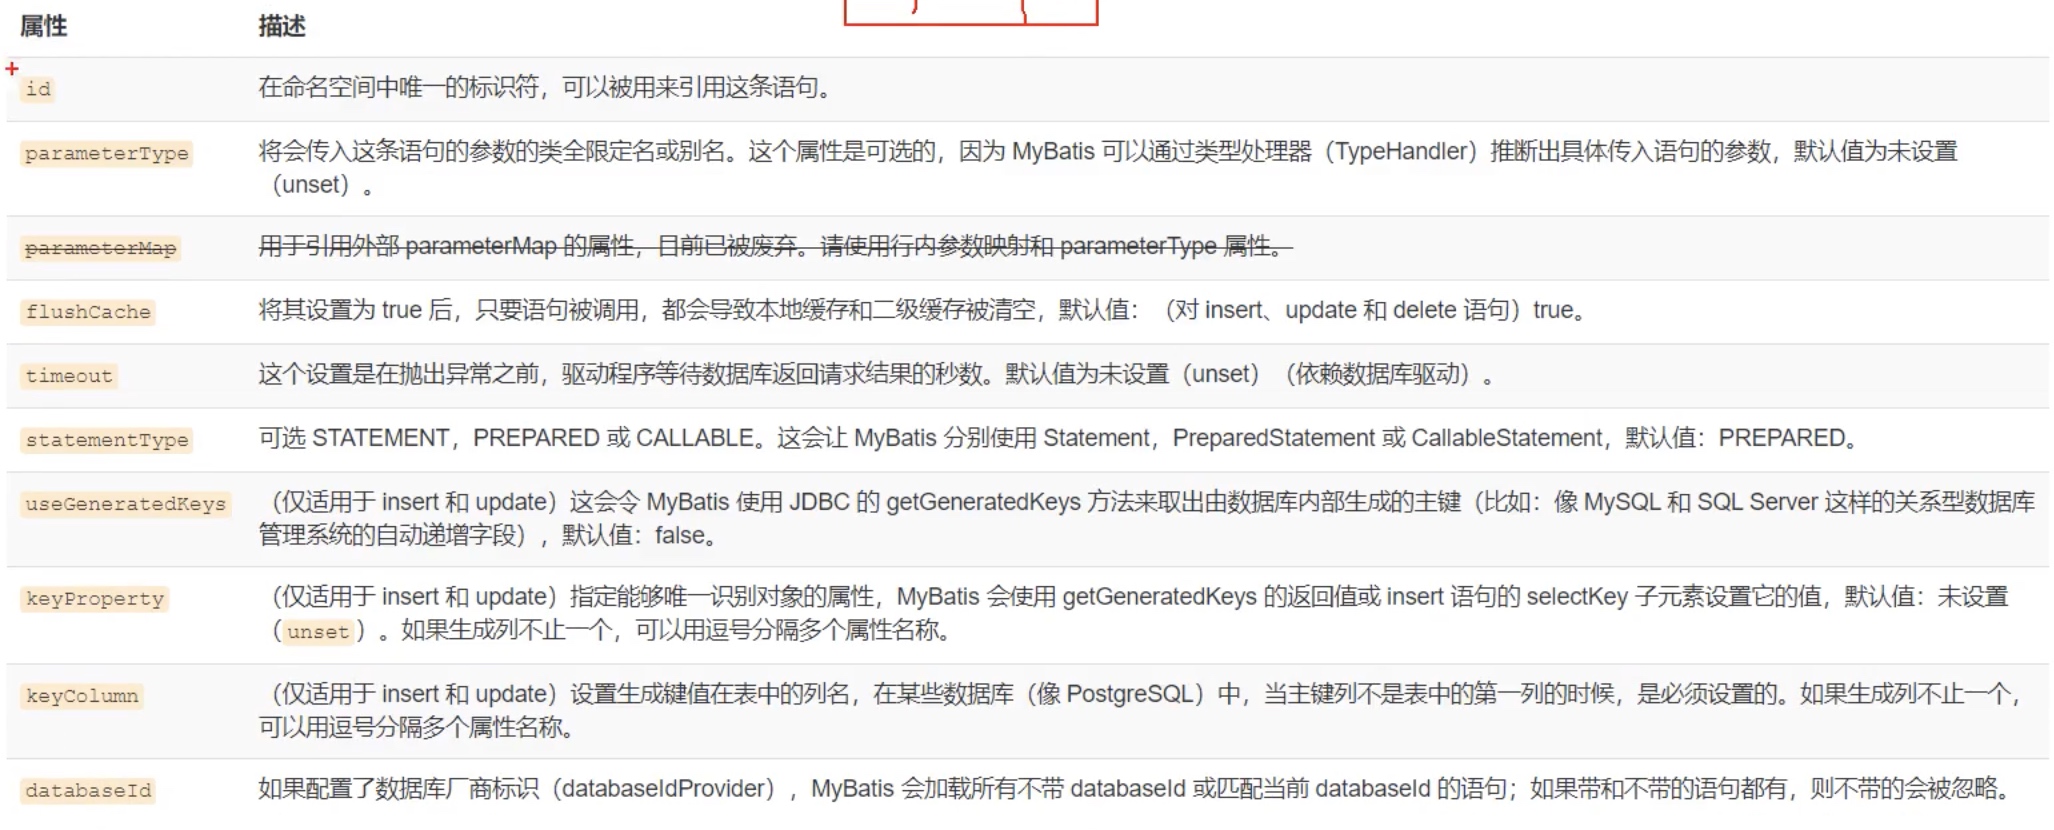 属性 描述
id 在命名空间中唯一的标识符，可以被用来引用这条语句。
parameterType 将会传入这条语句的参数的类全限定名或别名。这个属性是可选的，因为 MyBatis 可以通过类型处理器（TypeHandler）推断出具体传入语句的参数，默认值为未设置
（unset）。
parameterMap 用于引用外部 parameterMap 的属性，目前已被废弃。请使用行内参数映射和 parameterType 属性。
flushCache 将其设置为 true 后，只要语句被调用，都会导致本地缓存和二级缓存被清空，默认值：（对 insert、update 和 delete 语句）true。
timeout 这个设置是在抛出异常之前，驱动程序等待数据库返回请求结果的秒数。默认值为未设置（unset）（依赖数据库驱动）。
statementType 可选 STATEMENT，PREPARED 或 CALLABLE。这会让 MyBatis 分别使用 Statement，PreparedStatement 或 CallableStatement，默认值：PREPARED。
useGeneratedKeys （仅适用于 insert 和 update）这会令 MyBatis 使用 JDBC 的 getGeneratedKeys 方法来取出由数据库内部生成的主键（比如：像 MySQL 和 SQL Server 这样的关系型数据库
管理系统的自动递增字段），默认值：false。
keyProperty （仅适用于 insert 和 update）指定能够唯一识别对象的属性，MyBatis 会使用 getGeneratedKeys 的返回值或 insert 语句的 selectKey 子元素设置它的值，默认值：未设置
（unset）。如果生成列不止一个，可以用逗号分隔多个属性名称。
keyColumn （仅适用于 insert 和 update）设置生成键值在表中的列名，在某些数据库（像 PostgreSQL）中，当主键列不是表中的第一列的时候，是必须设置的。如果生成列不止一个，
可以用逗号分隔多个属性名称。
databaseId 如果配置了数据库厂商标识（databaseIdProvider），MyBatis 会加载所有不带 databaseId 或匹配当前 databaseId 的语句；如果带和不带的语句都有，则不带的会被忽略。